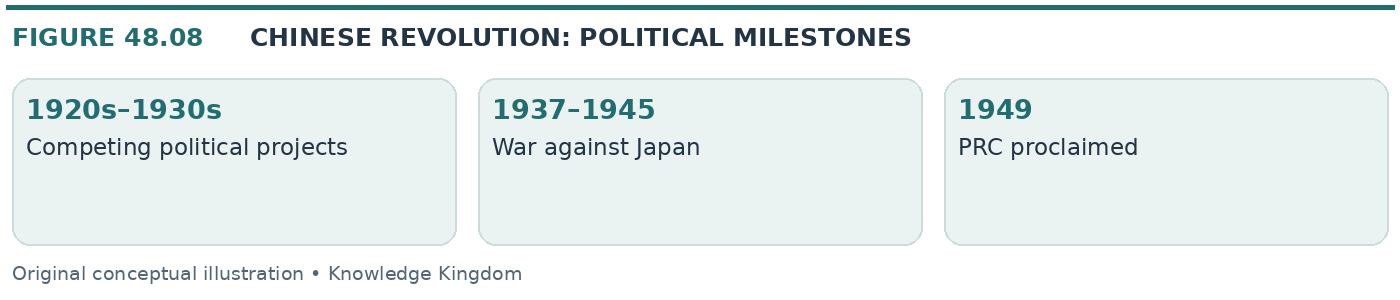 FIGURE 48.08 CHINESE REVOLUTION: POLITICAL MILESTONES
1920s–1930s
Competing political projects
1937–1945
War against Japan
1949
PRC proclaimed
Original conceptual illustration • Knowledge Kingdom